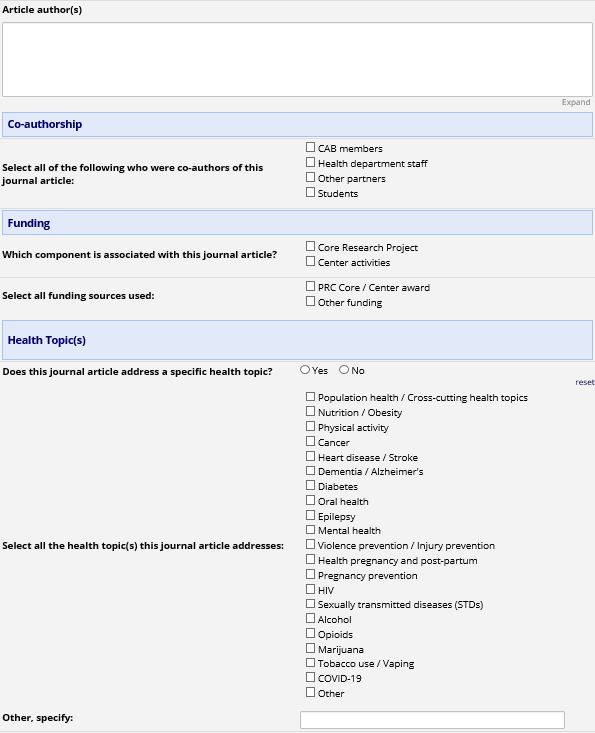 Article author(s)
Expand
Co-authorship
Select all of the following who were co-authors of this
journal article:
CAB members
Health department staff
Other partners
Students
Funding
Which component is associated with this journal article?
Core Research Project
Center activities
Select all funding sources used:
PRC Core / Center award
Other funding
Health Topic(s)
Does this journal article address a specific health topic?
Yes No
reset
Select all the health topic(s) this journal article addresses:
Population health / Cross-cutting health topics
Nutrition / Obesity
Physical activity
Cancer
Heart disease / Stroke
Dementia / Alzheimer's
Diabetes
Oral health
Epilepsy
Mental health
Violence prevention / Injury prevention
Health pregnancy and post-partum
Pregnancy prevention
HIV
Sexually transmitted diseases (STDs)
Alcohol
Opioids
Marijuana
Tobacco use / Vaping
COVID-19
Other
Other, specify: